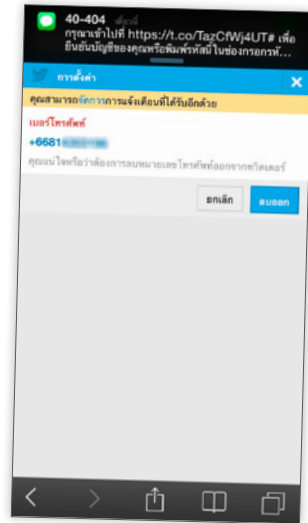 40-404 เดี๋ยวนี้
กรุณาเข้าไปที่ https://t.co/TazCfWj4UT# เพื่อ
ยืนยันบัญชีของคุณหรือพิมพ์รหัสนี้ในช่องกรอกรหั...
การตั้งค่า
คุณสามารถจัดการการแจ้งเตือนที่ได้รับอีกด้วย
เบอร์โทรศัพท์
+6681
คุณแน่ใจหรือว่าต้องการลบหมายเลขโทรศัพท์ออกจากทวิตเตอร์
ยกเลิก ลบออก